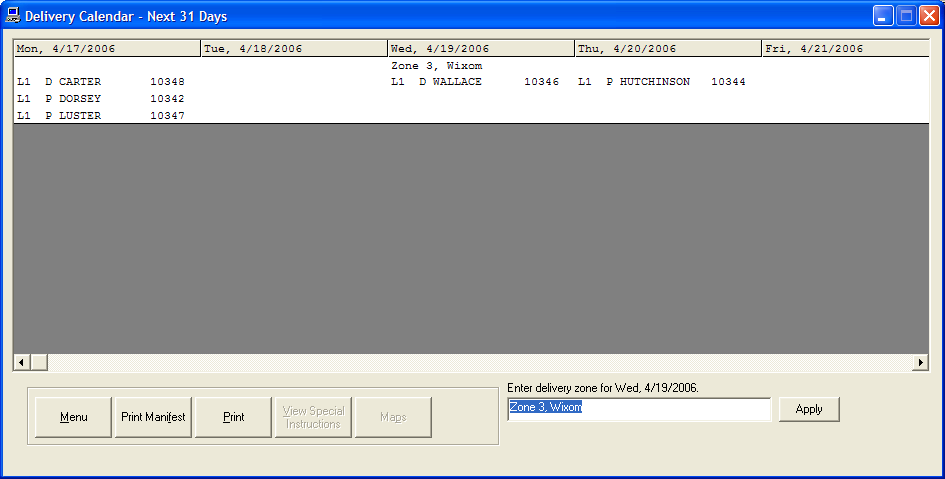 Delivery Calendar - Next 31 Days
Mon, 4/17/2006 Tue, 4/18/2006 Wed, 4/19/2006 Thu, 4/20/2006 Fri, 4/21/2006
Zone 3, Wixom
L1 D CARTER 10348 L1 D WALLACE 10346 L1 P HUTCHINSON 10344
L1 P DORSEY 10342
L1 P LUSTER 10347
Enter delivery zone for Wed, 4/19/2006.
Zone 3, Wixom
Apply
Menu
Print Manifest
Print
View Special
Instructions
Maps